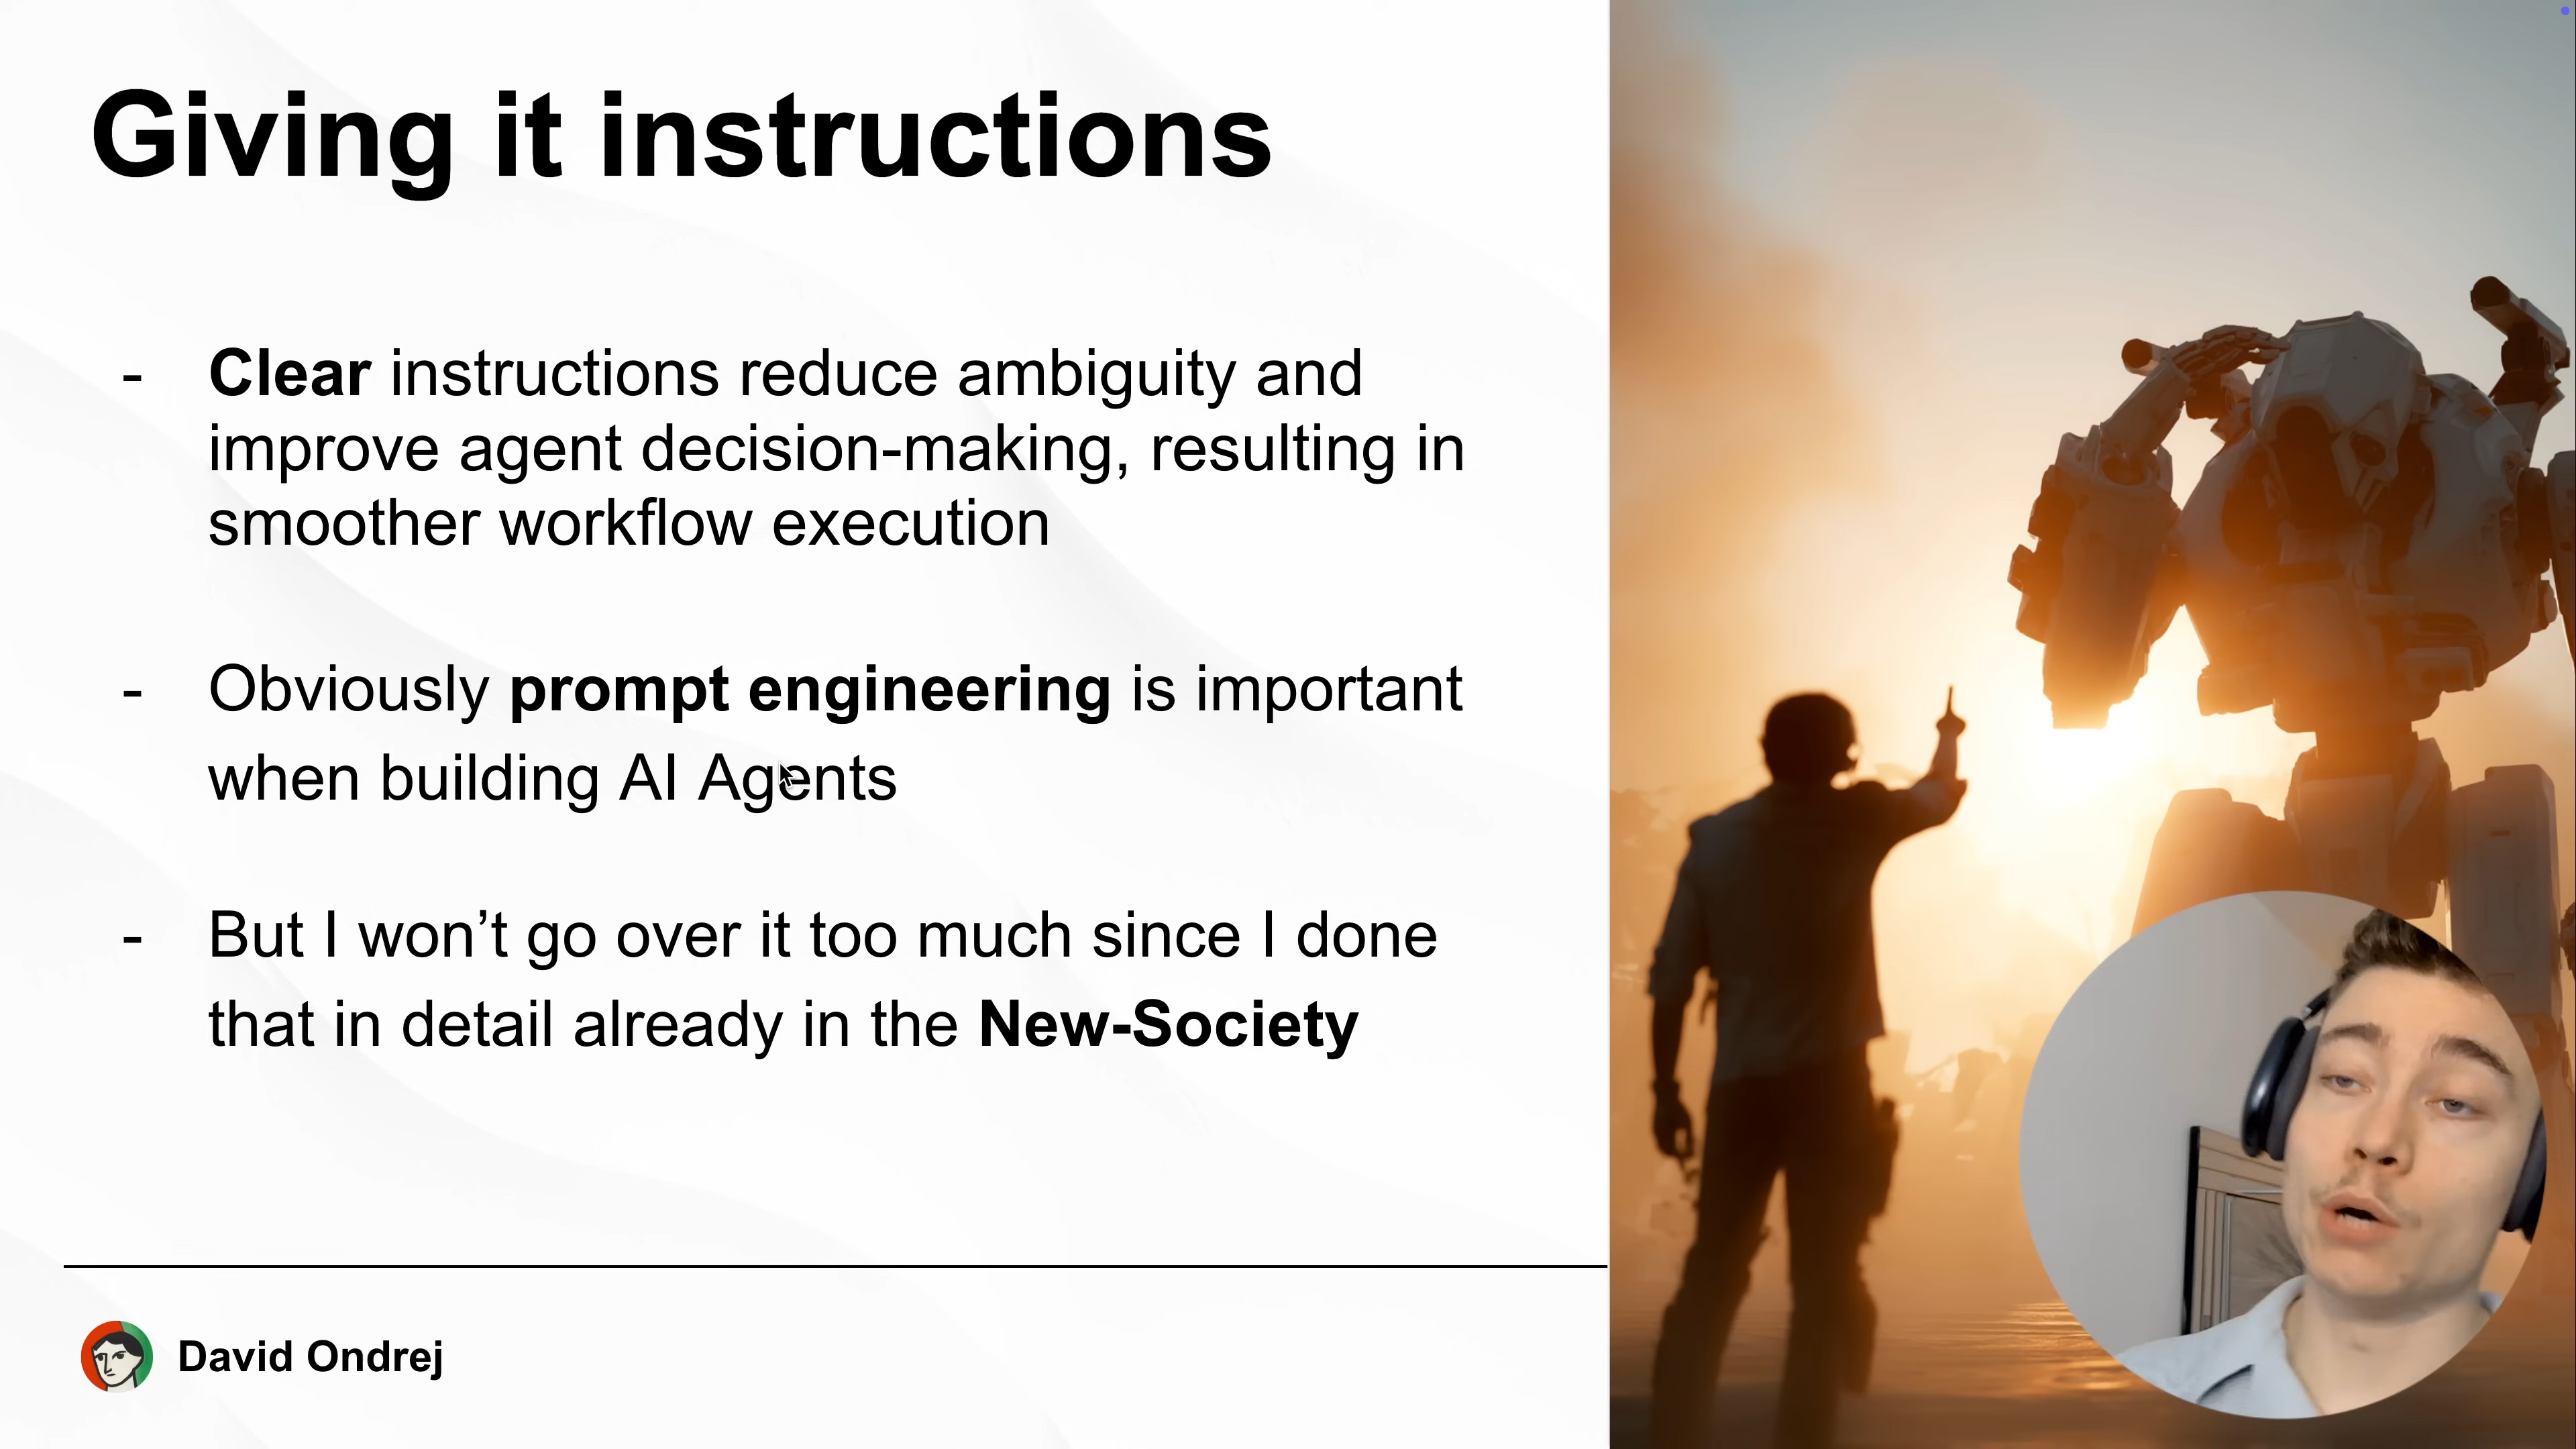 Giving it instructions
- Clear instructions reduce ambiguity and
improve agent decision-making, resulting in
smoother workflow execution
- Obviously prompt engineering is important
when building AI Agents
- But I won’t go over it too much since I done
that in detail already in the New-Society
David Ondrej